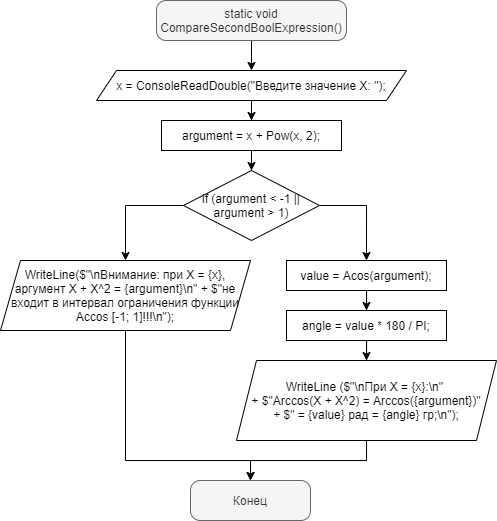 static void
CompareSecondBoolExpression()
x = ConsoleReadDouble("Введите значение X: ");
argument = x + Pow(x, 2);
if (argument < -1 ||
argument > 1)
WriteLine($"\nВнимание: при X = {x},
аргумент X + X^2 = {argument}\n" + $"не
входит в интервал ограничения функции
Arccos [-1; 1]!!!\n");
value = Acos(argument);
angle = value * 180 / PI;
WriteLine ($"\nПри X = {x}:\n"
+ $"Arccos(X + X^2) = Arccos({argument})"
+ $" = {value} рад = {angle} гр;\n");
Конец